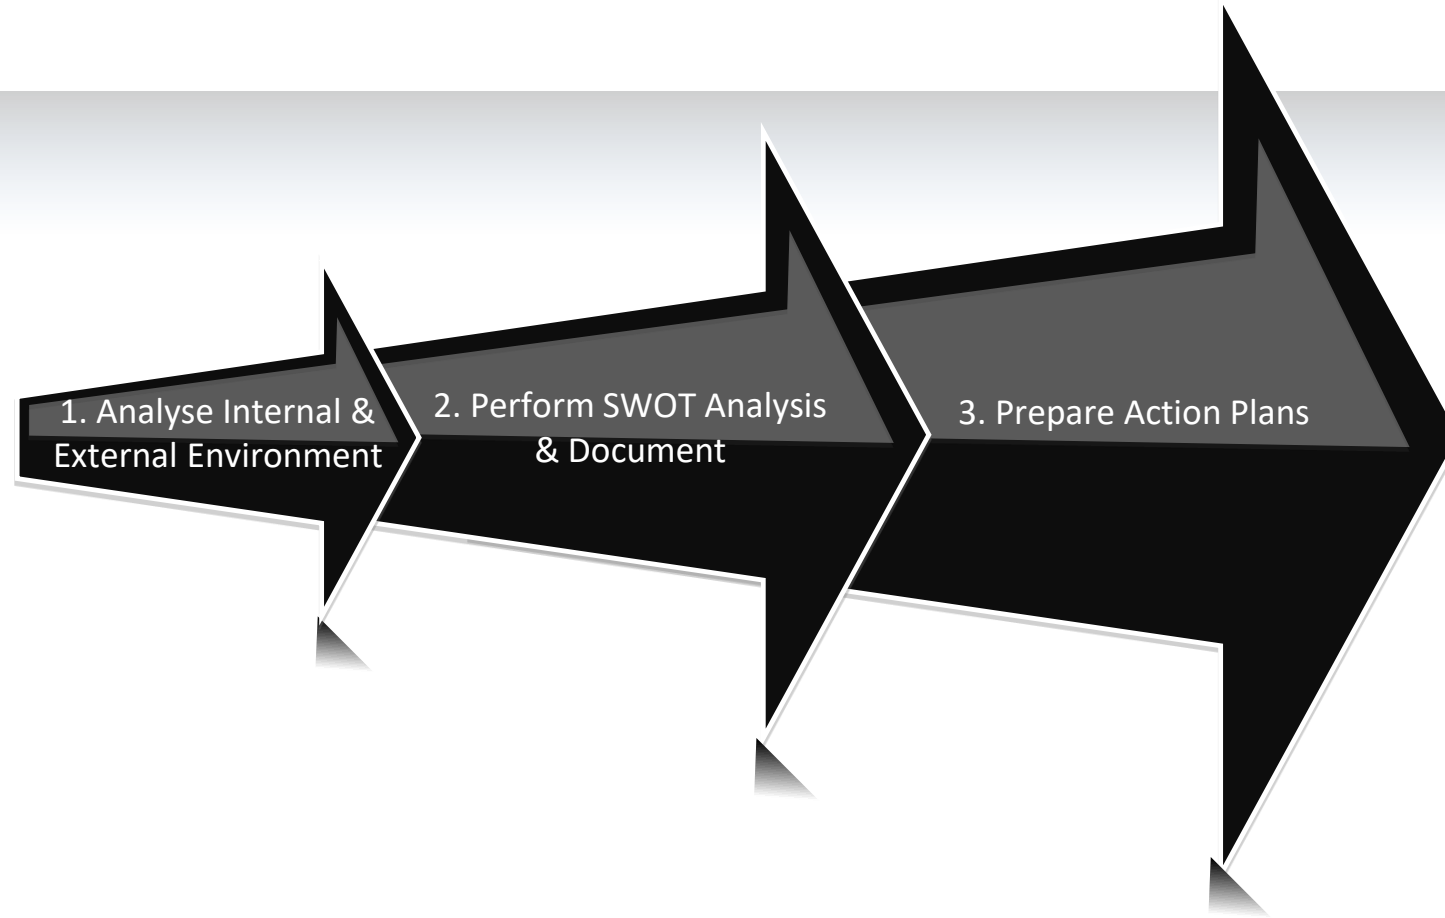 1. Analyse Internal &
External Environment
2. Perform SWOT Analysis
& Document
3. Prepare Action Plans